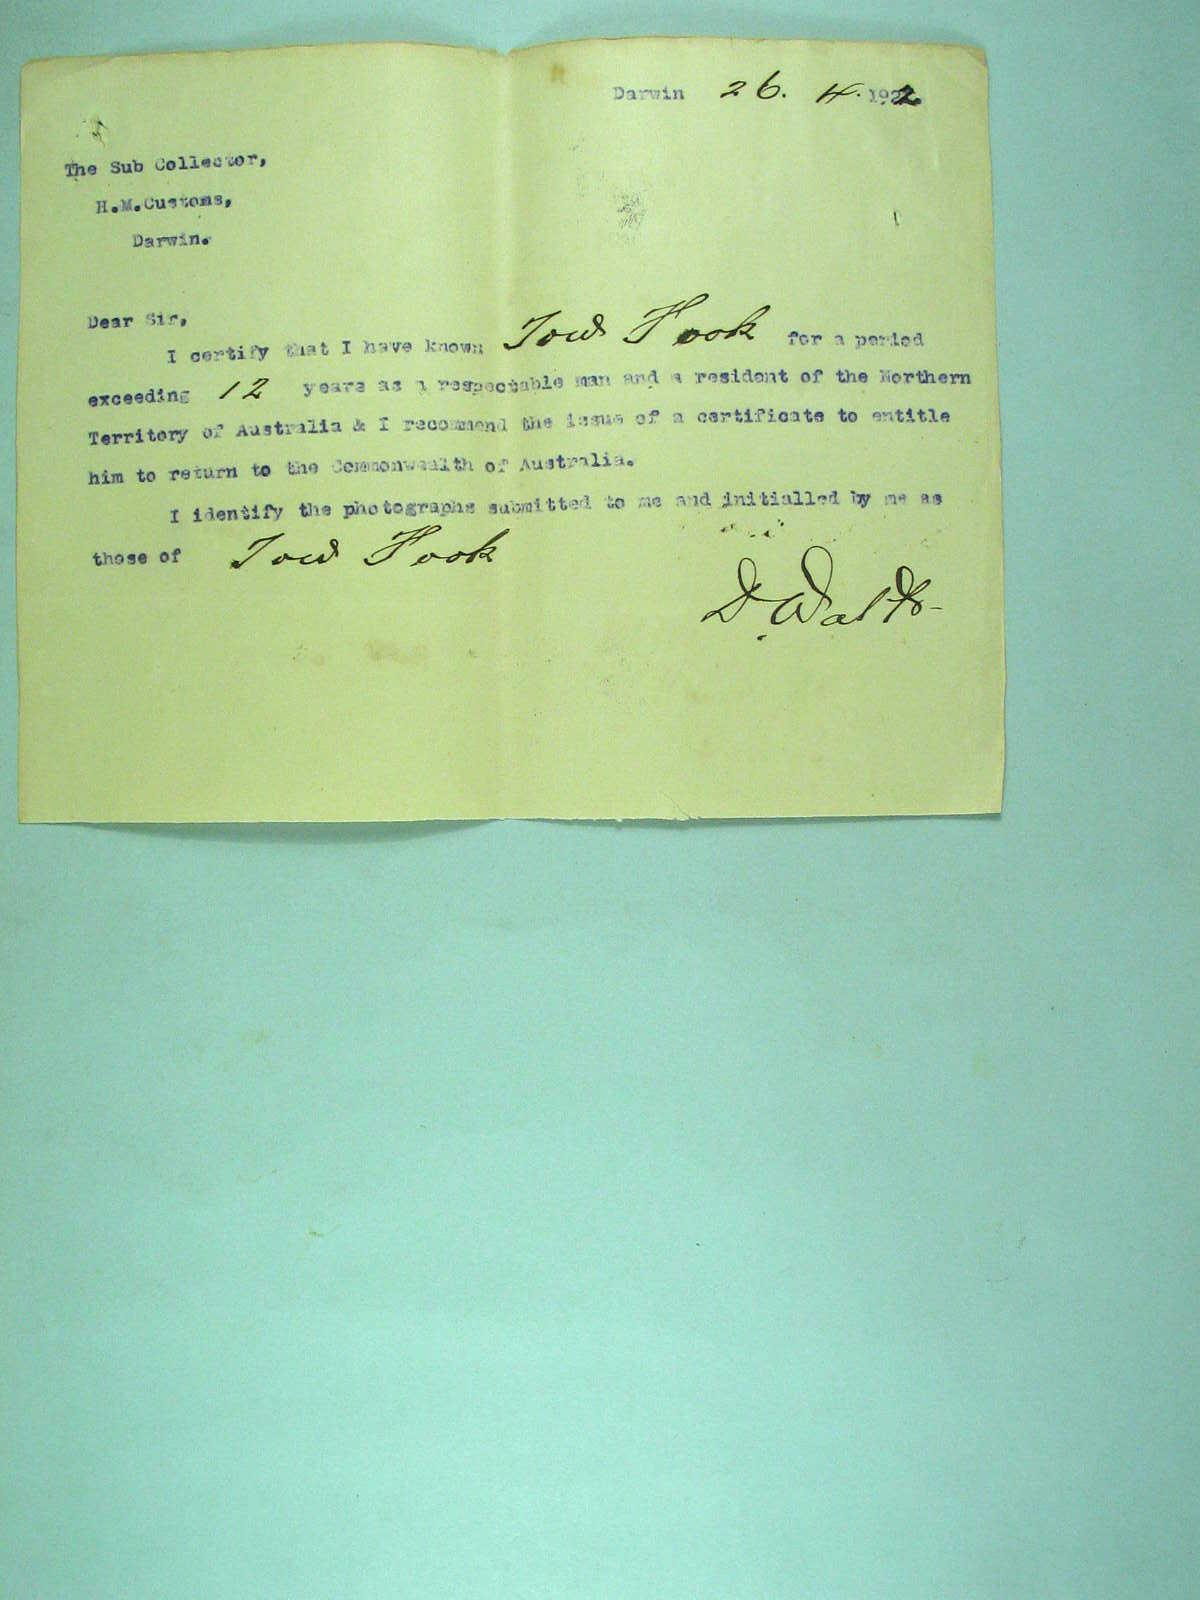 Darwin 26. 4. 1922.
The Sub Collector,
H.M.Customs,
Darwin.
Dear Sir,
I certify that I have known Tow Fook for a period
exceeding 12 years as a respectable man and a resident of the Northern
Territory of Australia & I recommend the issue of a certificate to entitle
him to return to the Commonwealth of Australia.
I identify the photographs submitted to me and initialled by me as
those of Tow Fook
D. Watts